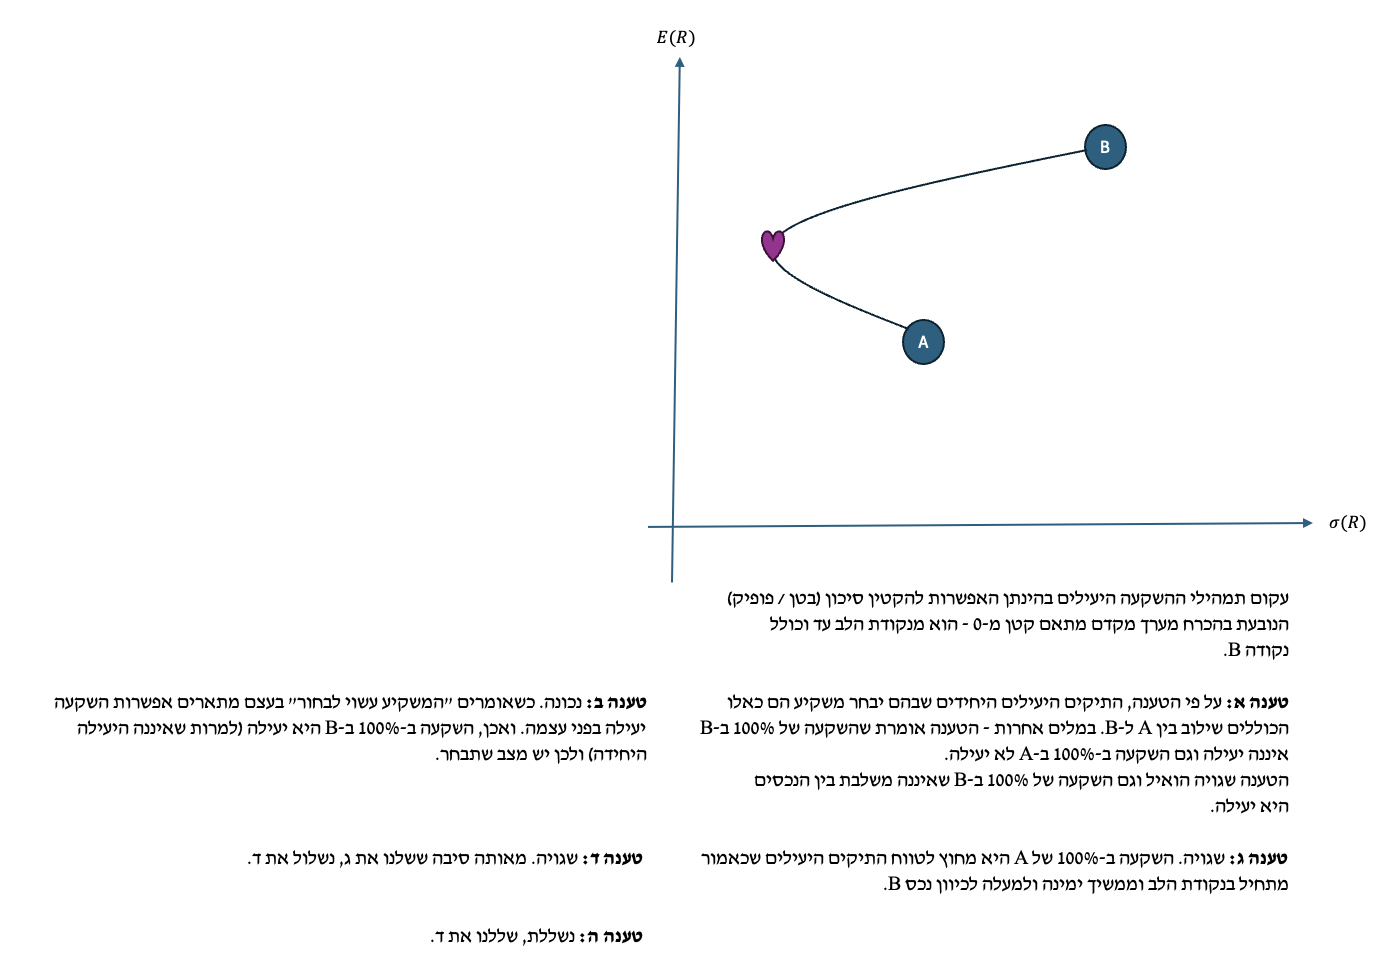 E(R)
B
A
σ(R)
עקום תמהילי ההשקעה היעילים בהינתן האפשרות להקטין סיכון (בטן / פופיק)
הנובעת בהכרח מערך מקדם מתאם קטן מ-0 - הוא מנקודת הלב עד וכולל
נקודה B.
טענה א: על פי הטענה, התיקים היעילים היחידים שבהם יבחר משקיע הם כאלו
הכוללים שילוב בין A ל-B. במלים אחרות - הטענה אומרת שהשקעה של 100% ב-B
איננה יעילה וגם השקעה ב-100% ב-A לא יעילה.
הטענה שגויה הואיל וגם השקעה של 100% ב-B שאיננה משלבת בין הנכסים
היא יעילה.
טענה ב: נכונה. כשאומרים "המשקיע עשוי לבחור" בעצם מתארים אפשרות השקעה
יעילה בפני עצמה. ואכן, השקעה ב-100% ב-B היא יעילה (למרות שאיננה היעילה
היחידה) ולכן יש מצב שתבחר.
טענה ג: שגויה. השקעה ב-100% של A היא מחוץ לטווח התיקים היעילים שכאמור
מתחיל בנקודת הלב וממשיך ימינה ולמעלה לכיוון נכס B.
טענה ד: שגויה. מאותה סיבה ששלנו את ג, נשלול את ד.
טענה ה: נשללת, שללנו את ד.